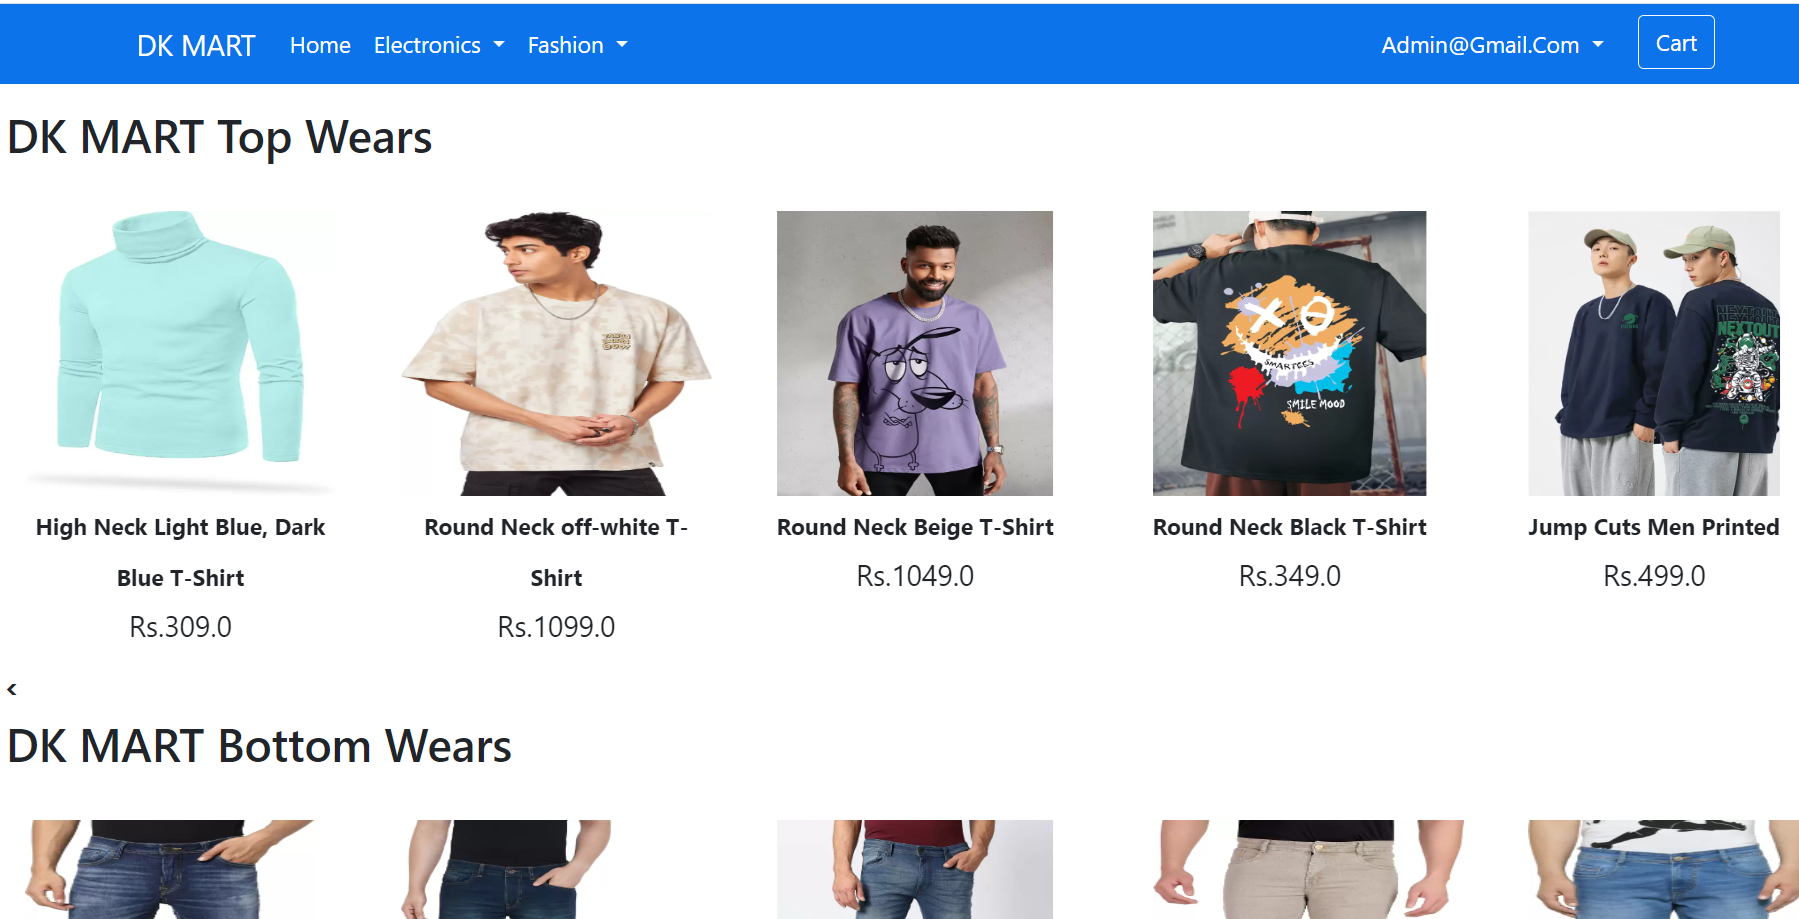 DK MART Home Electronics Fashion Admin@Gmail.Com Cart
DK MART Top Wears
SMARTEES
SMILE MOOD
NEXTOUT
High Neck Light Blue, Dark
Blue T-Shirt
Rs.309.0
Round Neck off-white T-
Shirt
Rs.1099.0
Round Neck Beige T-Shirt
Rs.1049.0
Round Neck Black T-Shirt
Rs.349.0
Jump Cuts Men Printed
Rs.499.0
<
DK MART Bottom Wears